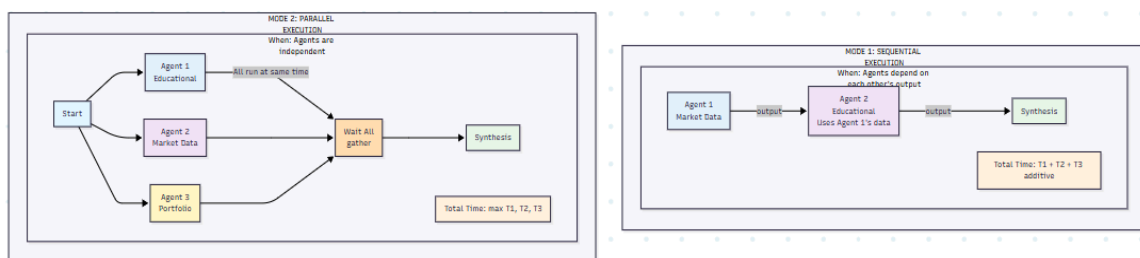 MODE 2: PARALLEL
EXECUTION
When: Agents are
independent
Agent 1
Educational
All run at same time
Start
Agent 2
Market Data
Wait All
gather
Synthesis
Agent 3
Portfolio
Total Time: max T1, T2, T3
MODE 1: SEQUENTIAL
EXECUTION
When: Agents depend on
each other's output
Agent 1
Market Data
output
Agent 2
Educational
Uses Agent 1's data
output
Synthesis
Total Time: T1 + T2 + T3
additive